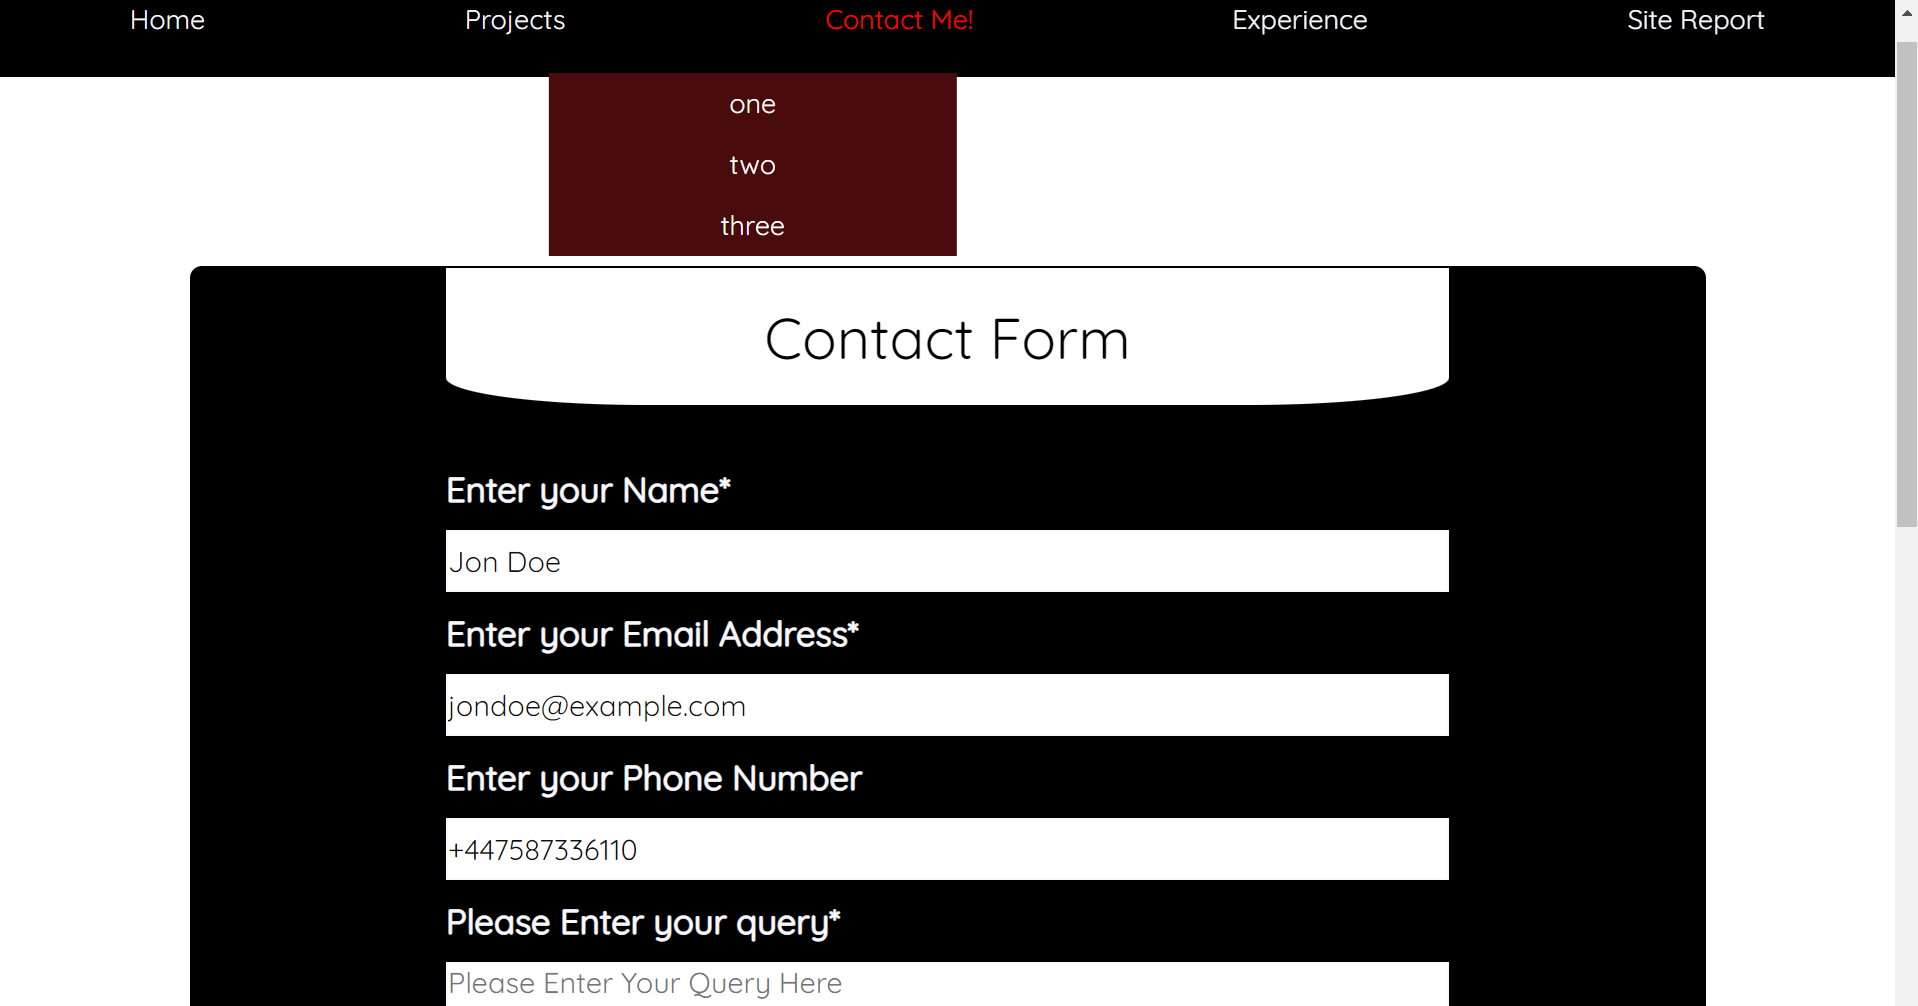 Home Projects Contact Me! Experience Site Report
one
two
three
Contact Form
Enter your Name*
Jon Doe
Enter your Email Address*
jondoe@example.com
Enter your Phone Number
+447587336110
Please Enter your query*
Please Enter Your Query Here